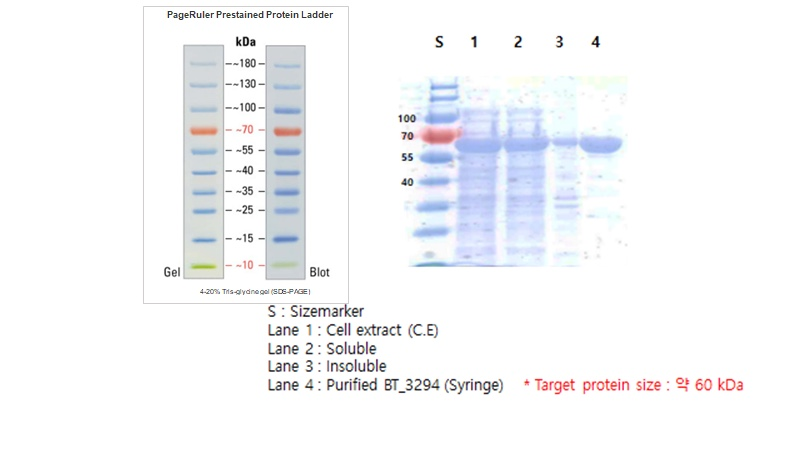 PageRuler Prestained Protein Ladder
kDa
~180
~130
~100
~70
~55
~40
~35
~25
~15
~10
Gel
Blot
4-20% Tris-glycine gel (SDS-PAGE)
S 1 2 3 4
100
70
55
40
S : Sizemarker
Lane 1 : Cell extract (C.E)
Lane 2 : Soluble
Lane 3 : Insoluble
Lane 4 : Purified BT_3294 (Syringe) * Target protein size : 약 60 kDa